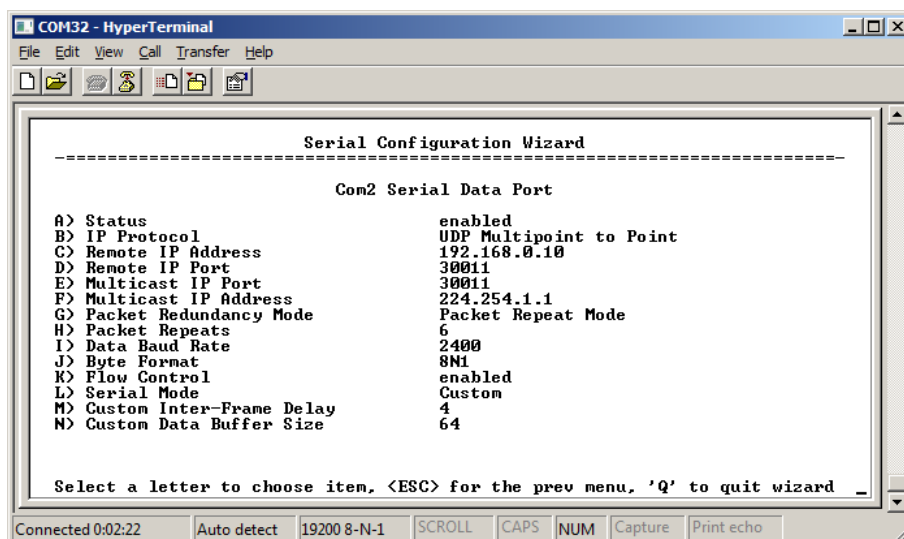 COM32 - HyperTerminal
File Edit View Call Transfer Help
Serial Configuration Wizard
-==========================================================================-
Com2 Serial Data Port
A) Status enabled
B) IP Protocol UDP Multipoint to Point
C) Remote IP Address 192.168.0.10
D) Remote IP Port 30011
E) Multicast IP Port 30011
F) Multicast IP Address 224.254.1.1
G) Packet Redundancy Mode Packet Repeat Mode
H) Packet Repeats 6
I) Data Baud Rate 2400
J) Byte Format 8N1
K) Flow Control enabled
L) Serial Mode Custom
M) Custom Inter-Frame Delay 4
N) Custom Data Buffer Size 64
Select a letter to choose item, <ESC> for the prev menu, 'Q' to quit wizard _
Connected 0:02:22 Auto detect 19200 8-N-1 SCROLL CAPS NUM Capture Print echo